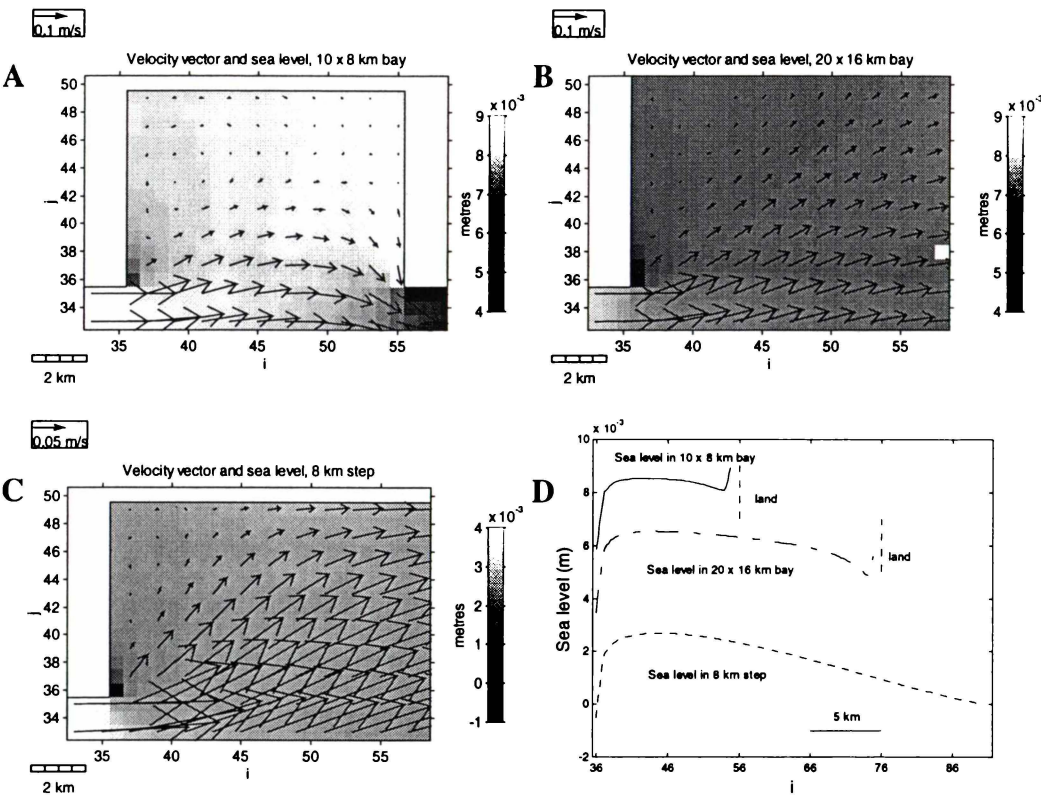 0.1 m/s
A
Velocity vector and sea level, 10 x 8 km bay
50
48
46
44
42
40
38
36
34
j
35 40 45 50 55
i
2 km
x 10-3
9
8
7
6
5
4
metres
0.1 m/s
B
Velocity vector and sea level, 20 x 16 km bay
50
48
46
44
42
40
38
36
34
j
35 40 45 50 55
i
2 km
x 10-3
9
8
7
6
5
4
metres
0.05 m/s
C
Velocity vector and sea level, 8 km step
50
48
46
44
42
40
38
36
34
j
35 40 45 50 55
i
2 km
x 10-3
4
3
2
1
0
-1
metres
D
x 10-3
10
8
6
4
2
0
-2
Sea level (m)
Sea level in 10 x 8 km bay
land
Sea level in 20 x 16 km bay
land
Sea level in 8 km step
5 km
36 46 56 66 76 86
i